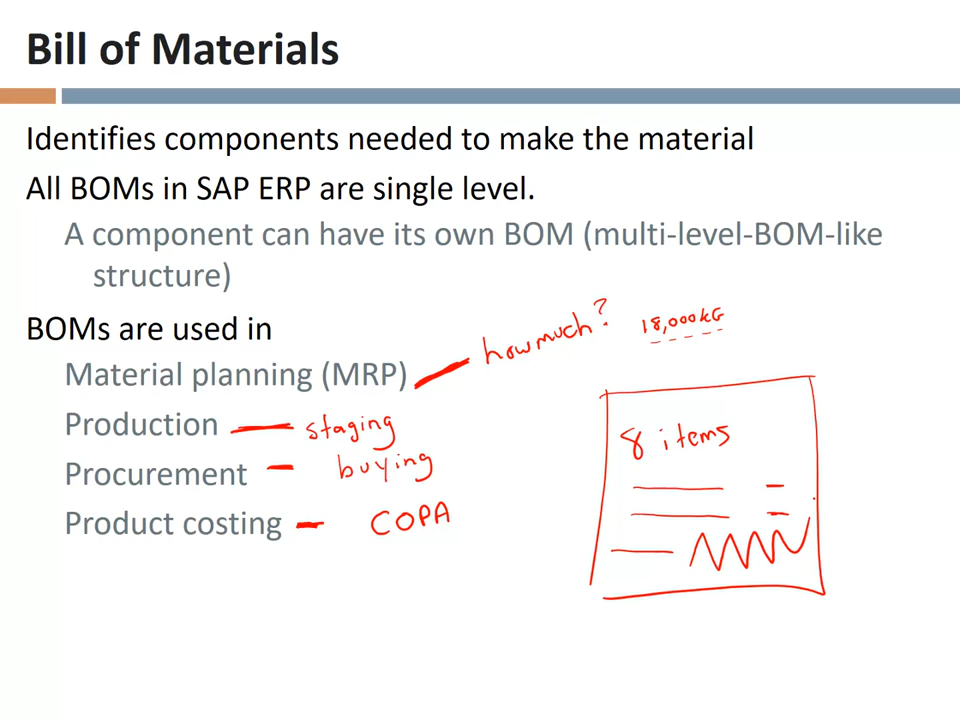 Bill of Materials
Identifies components needed to make the material
All BOMs in SAP ERP are single level.
A component can have its own BOM (multi-level-BOM-like
structure)
BOMs are used in
how much?
18,000KG
Material planning (MRP)
Production
staging
8 items
Procurement
buying
Product costing
COPA